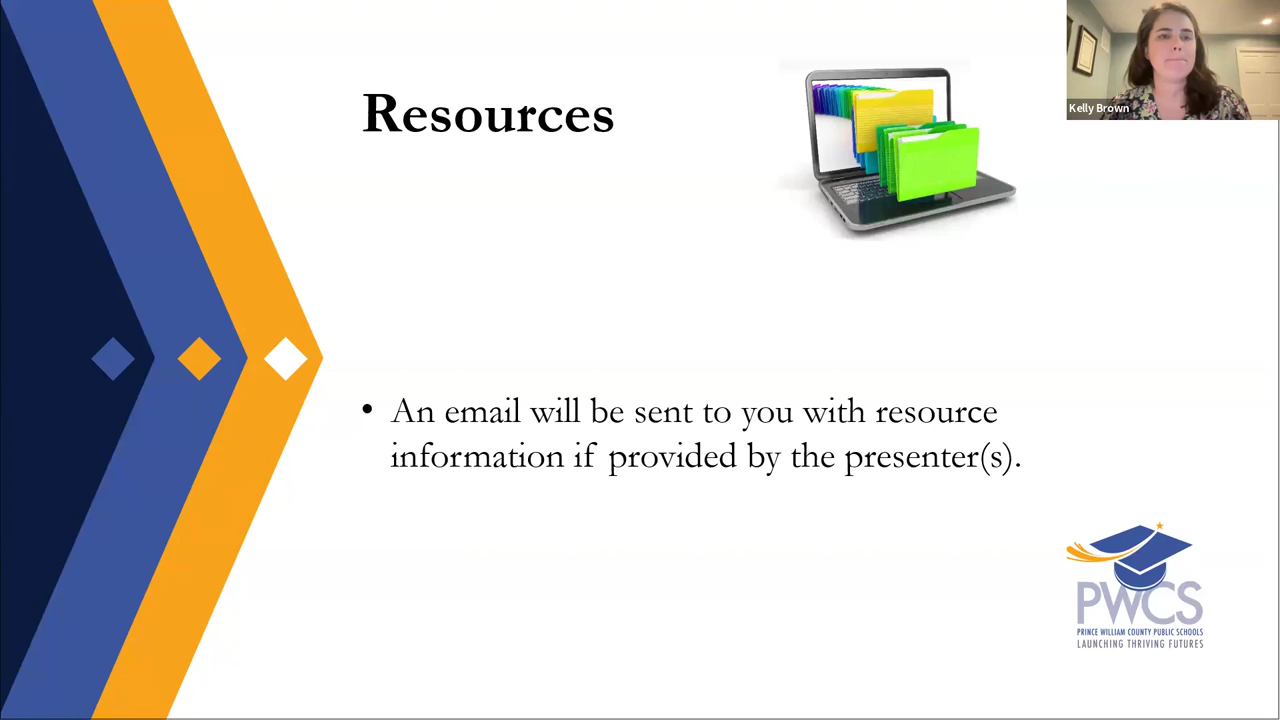 Resources
Kelly Brown
• An email will be sent to you with resource
information if provided by the presenter(s).
PWCS
PRINCE WILLIAM COUNTY PUBLIC SCHOOLS
LAUNCHING THRIVING FUTURES